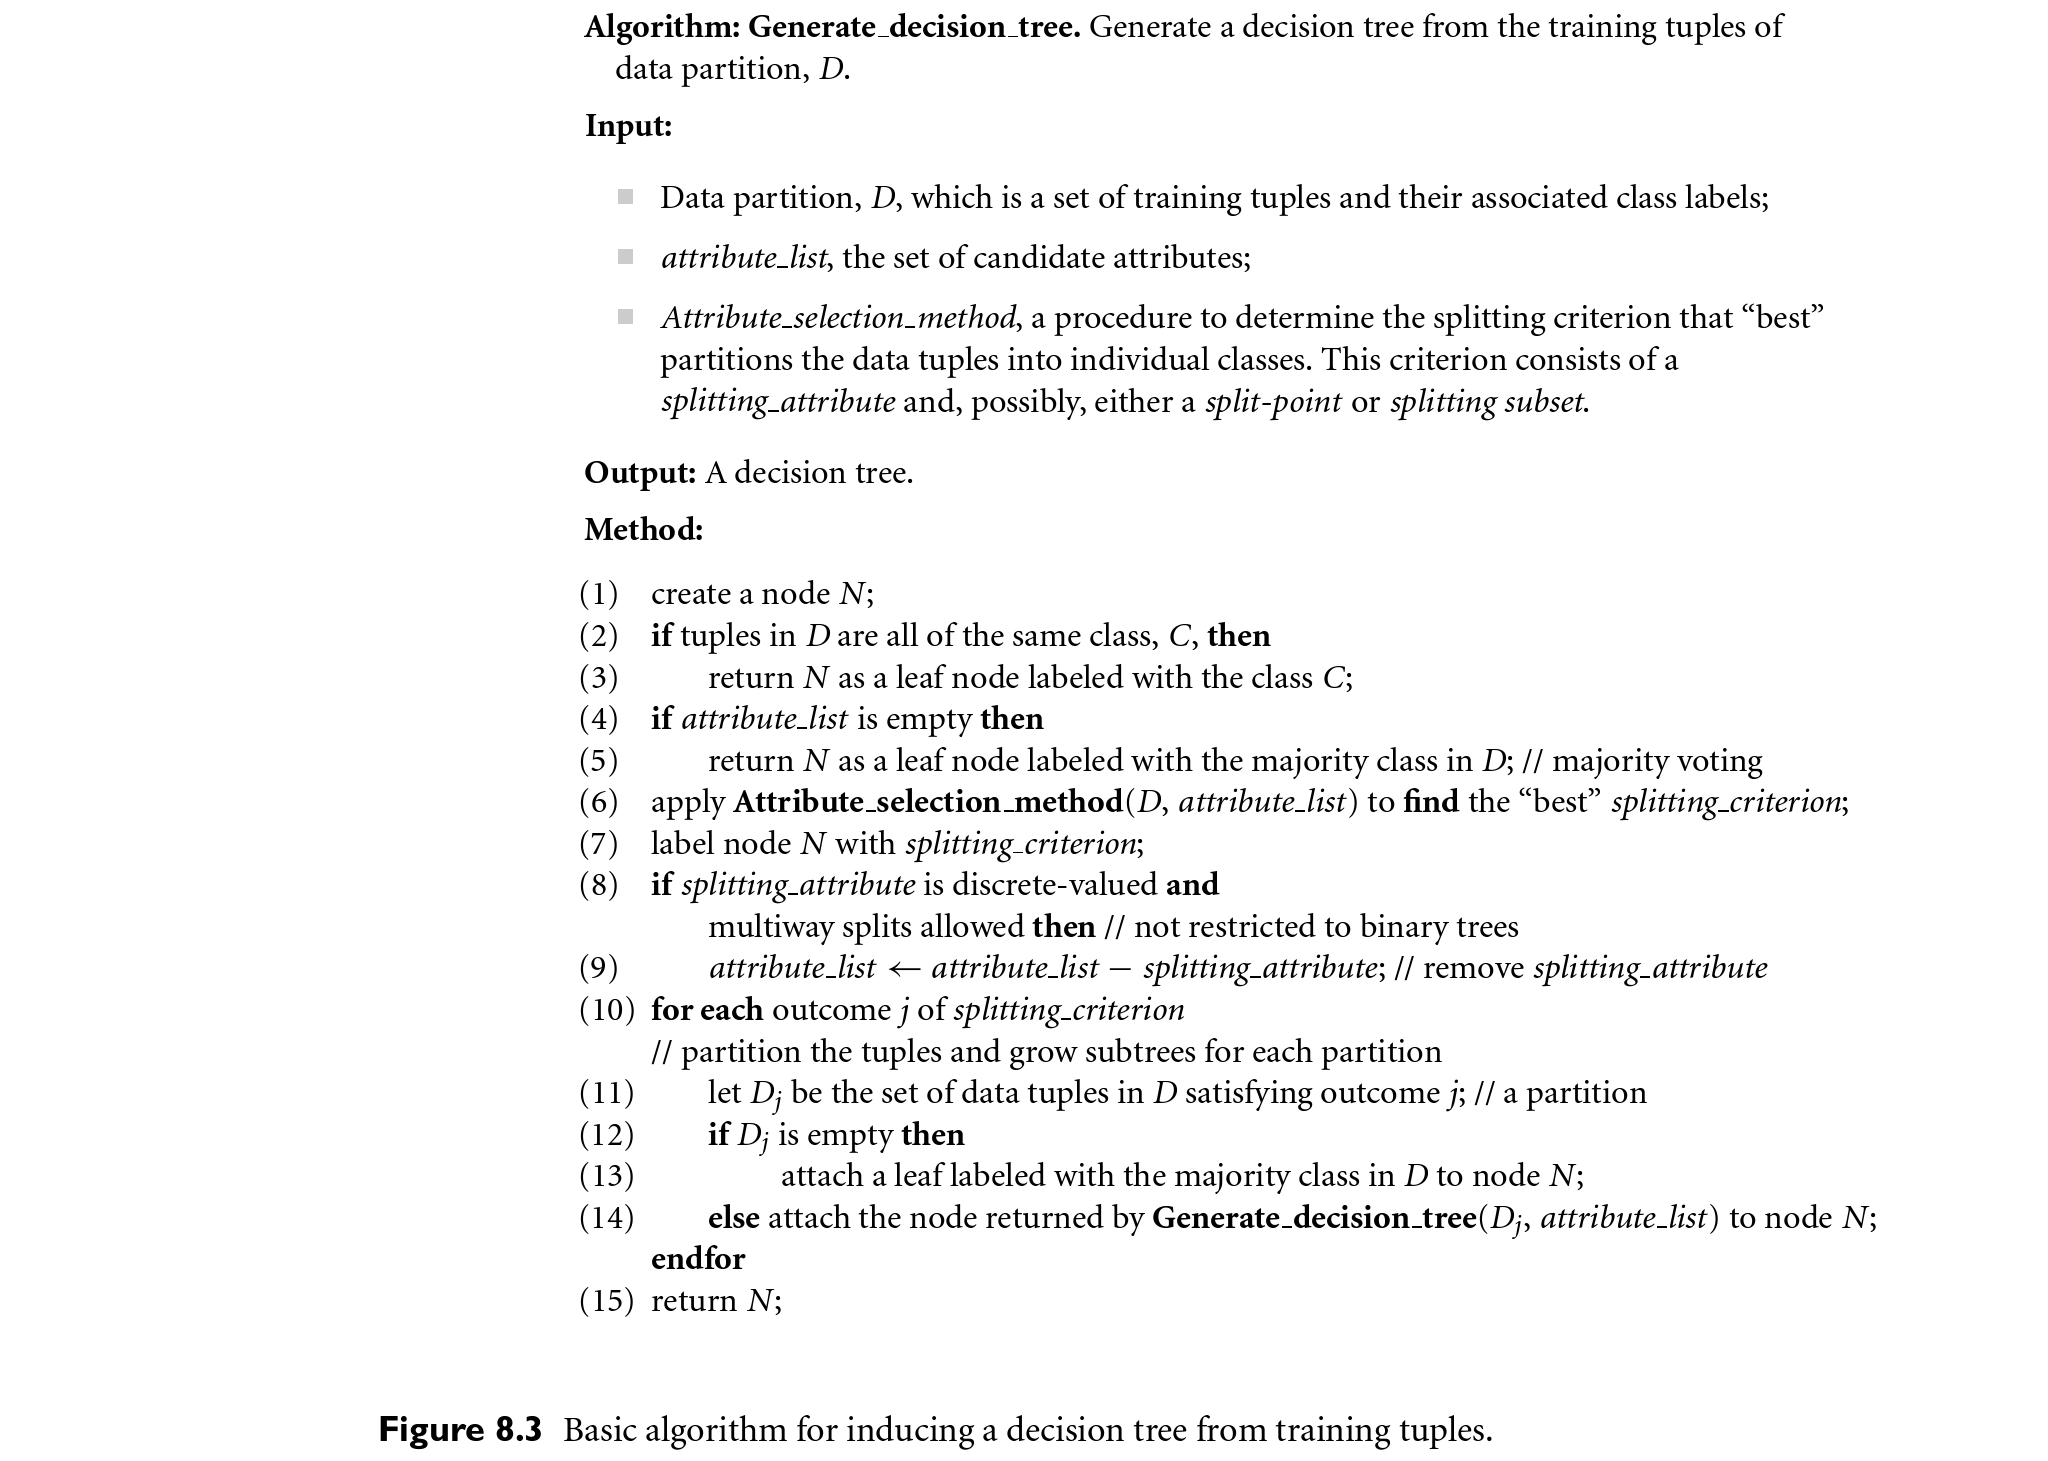 Algorithm: Generate_decision_tree. Generate a decision tree from the training tuples of
data partition, D.
Input:
■ Data partition, D, which is a set of training tuples and their associated class labels;
■ attribute_list, the set of candidate attributes;
■ Attribute_selection_method, a procedure to determine the splitting criterion that “best”
partitions the data tuples into individual classes. This criterion consists of a
splitting_attribute and, possibly, either a split-point or splitting subset.
Output: A decision tree.
Method:
(1) create a node N;
(2) if tuples in D are all of the same class, C, then
(3) return N as a leaf node labeled with the class C;
(4) if attribute_list is empty then
(5) return N as a leaf node labeled with the majority class in D; // majority voting
(6) apply Attribute_selection_method(D, attribute_list) to find the “best” splitting_criterion;
(7) label node N with splitting_criterion;
(8) if splitting_attribute is discrete-valued and
multiway splits allowed then // not restricted to binary trees
(9) attribute_list ← attribute_list − splitting_attribute; // remove splitting_attribute
(10) for each outcome j of splitting_criterion
// partition the tuples and grow subtrees for each partition
(11) let Dj be the set of data tuples in D satisfying outcome j; // a partition
(12) if Dj is empty then
(13) attach a leaf labeled with the majority class in D to node N;
(14) else attach the node returned by Generate_decision_tree(Dj, attribute_list) to node N;
endfor
(15) return N;
Figure 8.3 Basic algorithm for inducing a decision tree from training tuples.